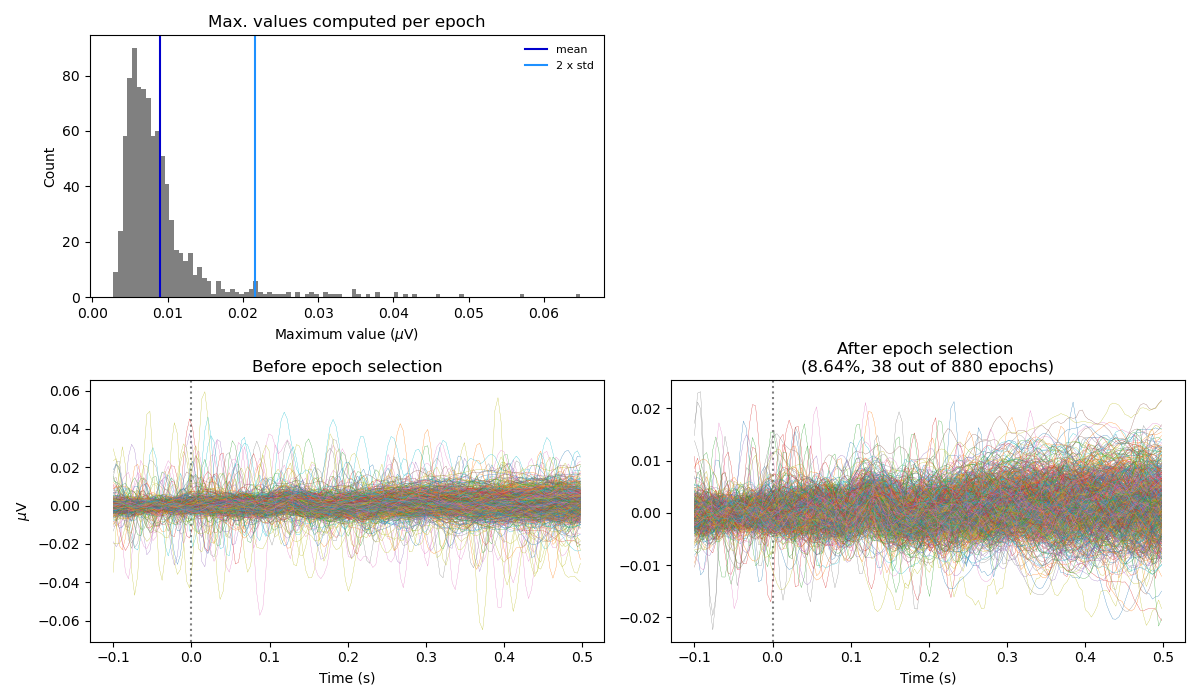 Max. values computed per epoch
mean
2 x std
80
60
40
20
0
Count
0.00 0.01 0.02 0.03 0.04 0.05 0.06
Maximum value (μV)
Before epoch selection
0.06
0.04
0.02
0.00
−0.02
−0.04
−0.06
μV
−0.1 0.0 0.1 0.2 0.3 0.4 0.5
Time (s)
After epoch selection
(8.64%, 38 out of 880 epochs)
0.02
0.01
0.00
−0.01
−0.02
−0.1 0.0 0.1 0.2 0.3 0.4 0.5
Time (s)